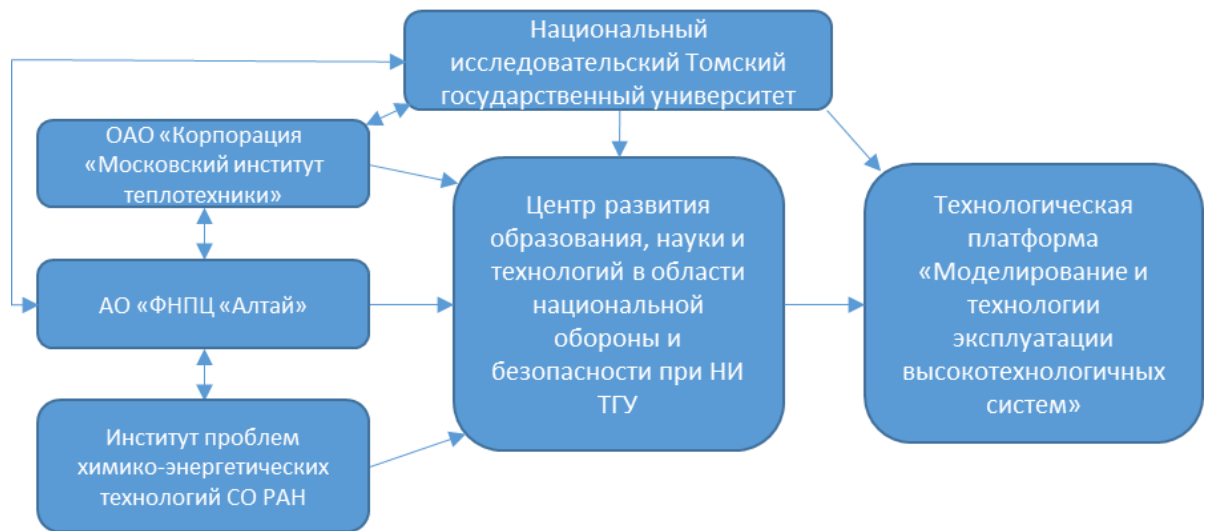 Национальный
исследовательский Томский
государственный университет
ОАО «Корпорация
«Московский институт
теплотехники»
АО «ФНПЦ «Алтай»
Институт проблем
химико-энергетических
технологий СО РАН
Центр развития
образования, науки и
технологий в области
национальной
обороны и
безопасности при НИ
ТГУ
Технологическая
платформа
«Моделирование и
технологии
эксплуатации
высокотехнологичных
систем»